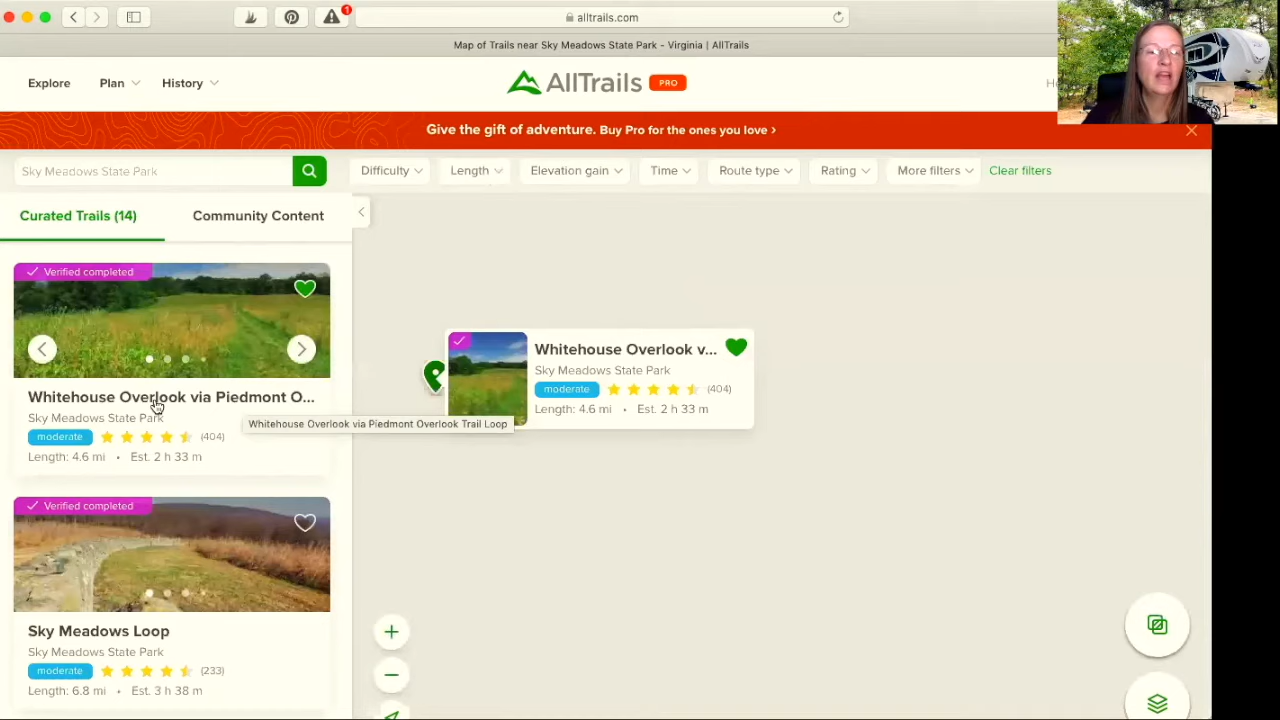 1
alltrails.com
Map of Trails near Sky Meadows State Park - Virginia | AllTrails
Explore Plan History AllTrails PRO
Give the gift of adventure. Buy Pro for the ones you love ›
Sky Meadows State Park Difficulty Length Elevation gain Time Route type Rating More filters Clear filters
Curated Trails (14) Community Content
Verified completed
Whitehouse Overlook via Piedmont O...
Sky Meadows State Park
moderate (404)
Length: 4.6 mi • Est. 2 h 33 m
Whitehouse Overlook v...
Sky Meadows State Park
moderate (404)
Length: 4.6 mi • Est. 2 h 33 m
Whitehouse Overlook via Piedmont Overlook Trail Loop
Verified completed
Sky Meadows Loop
Sky Meadows State Park
moderate (233)
Length: 6.8 mi • Est. 3 h 38 m